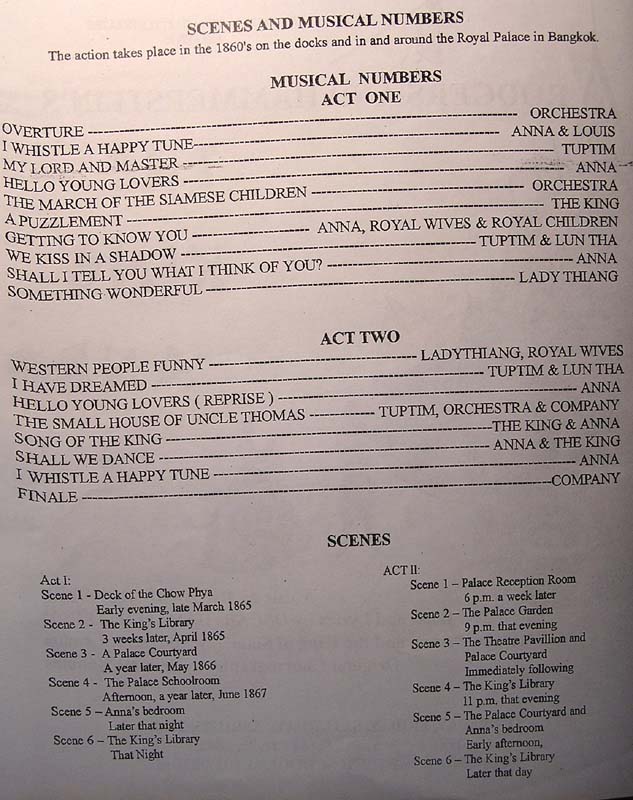 SCENES AND MUSICAL NUMBERS
The action takes place in the 1860's on the docks and in and around the Royal Palace in Bangkok.
MUSICAL NUMBERS
ACT ONE
OVERTURE ---------- ORCHESTRA
I WHISTLE A HAPPY TUNE---------- ANNA & LOUIS
MY LORD AND MASTER ---------- TUPTIM
HELLO YOUNG LOVERS ---------- ANNA
THE MARCH OF THE SIAMESE CHILDREN ---------- ORCHESTRA
A PUZZLEMENT ---------- THE KING
GETTING TO KNOW YOU ---------- ANNA, ROYAL WIVES & ROYAL CHILDREN
WE KISS IN A SHADOW ---------- TUPTIM & LUN THA
SHALL I TELL YOU WHAT I THINK OF YOU? ---------- ANNA
SOMETHING WONDERFUL ---------- LADY THIANG
ACT TWO
WESTERN PEOPLE FUNNY ---------- LADYTHIANG, ROYAL WIVES
I HAVE DREAMED ---------- TUPTIM & LUN THA
HELLO YOUNG LOVERS ( REPRISE ) ---------- ANNA
THE SMALL HOUSE OF UNCLE THOMAS ---------- TUPTIM, ORCHESTRA & COMPANY
SONG OF THE KING ----------THE KING & ANNA
SHALL WE DANCE ---------- ANNA & THE KING
I WHISTLE A HAPPY TUNE ---------- ANNA
FINALE ----------COMPANY
SCENES
Act I:
Scene 1 - Deck of the Chow Phya
Early evening, late March 1865
Scene 2 - The King's Library
3 weeks later, April 1865
Scene 3 - A Palace Courtyard
A year later, May 1866
Scene 4 - The Palace Schoolroom
Afternoon, a year later, June 1867
Scene 5 – Anna's bedroom
Later that night
Scene 6 – The King's Library
That Night
ACT II:
Scene 1 – Palace Reception Room
6 p.m. a week later
Scene 2 – The Palace Garden
9 p.m. that evening
Scene 3 – The Theatre Pavillion and
Palace Courtyard
Immediately following
Scene 4 – The King's Library
11 p.m. that evening
Scene 5 – The Palace Courtyard and
Anna's bedroom
Early afternoon,
Scene 6 – The King's Library
Later that day